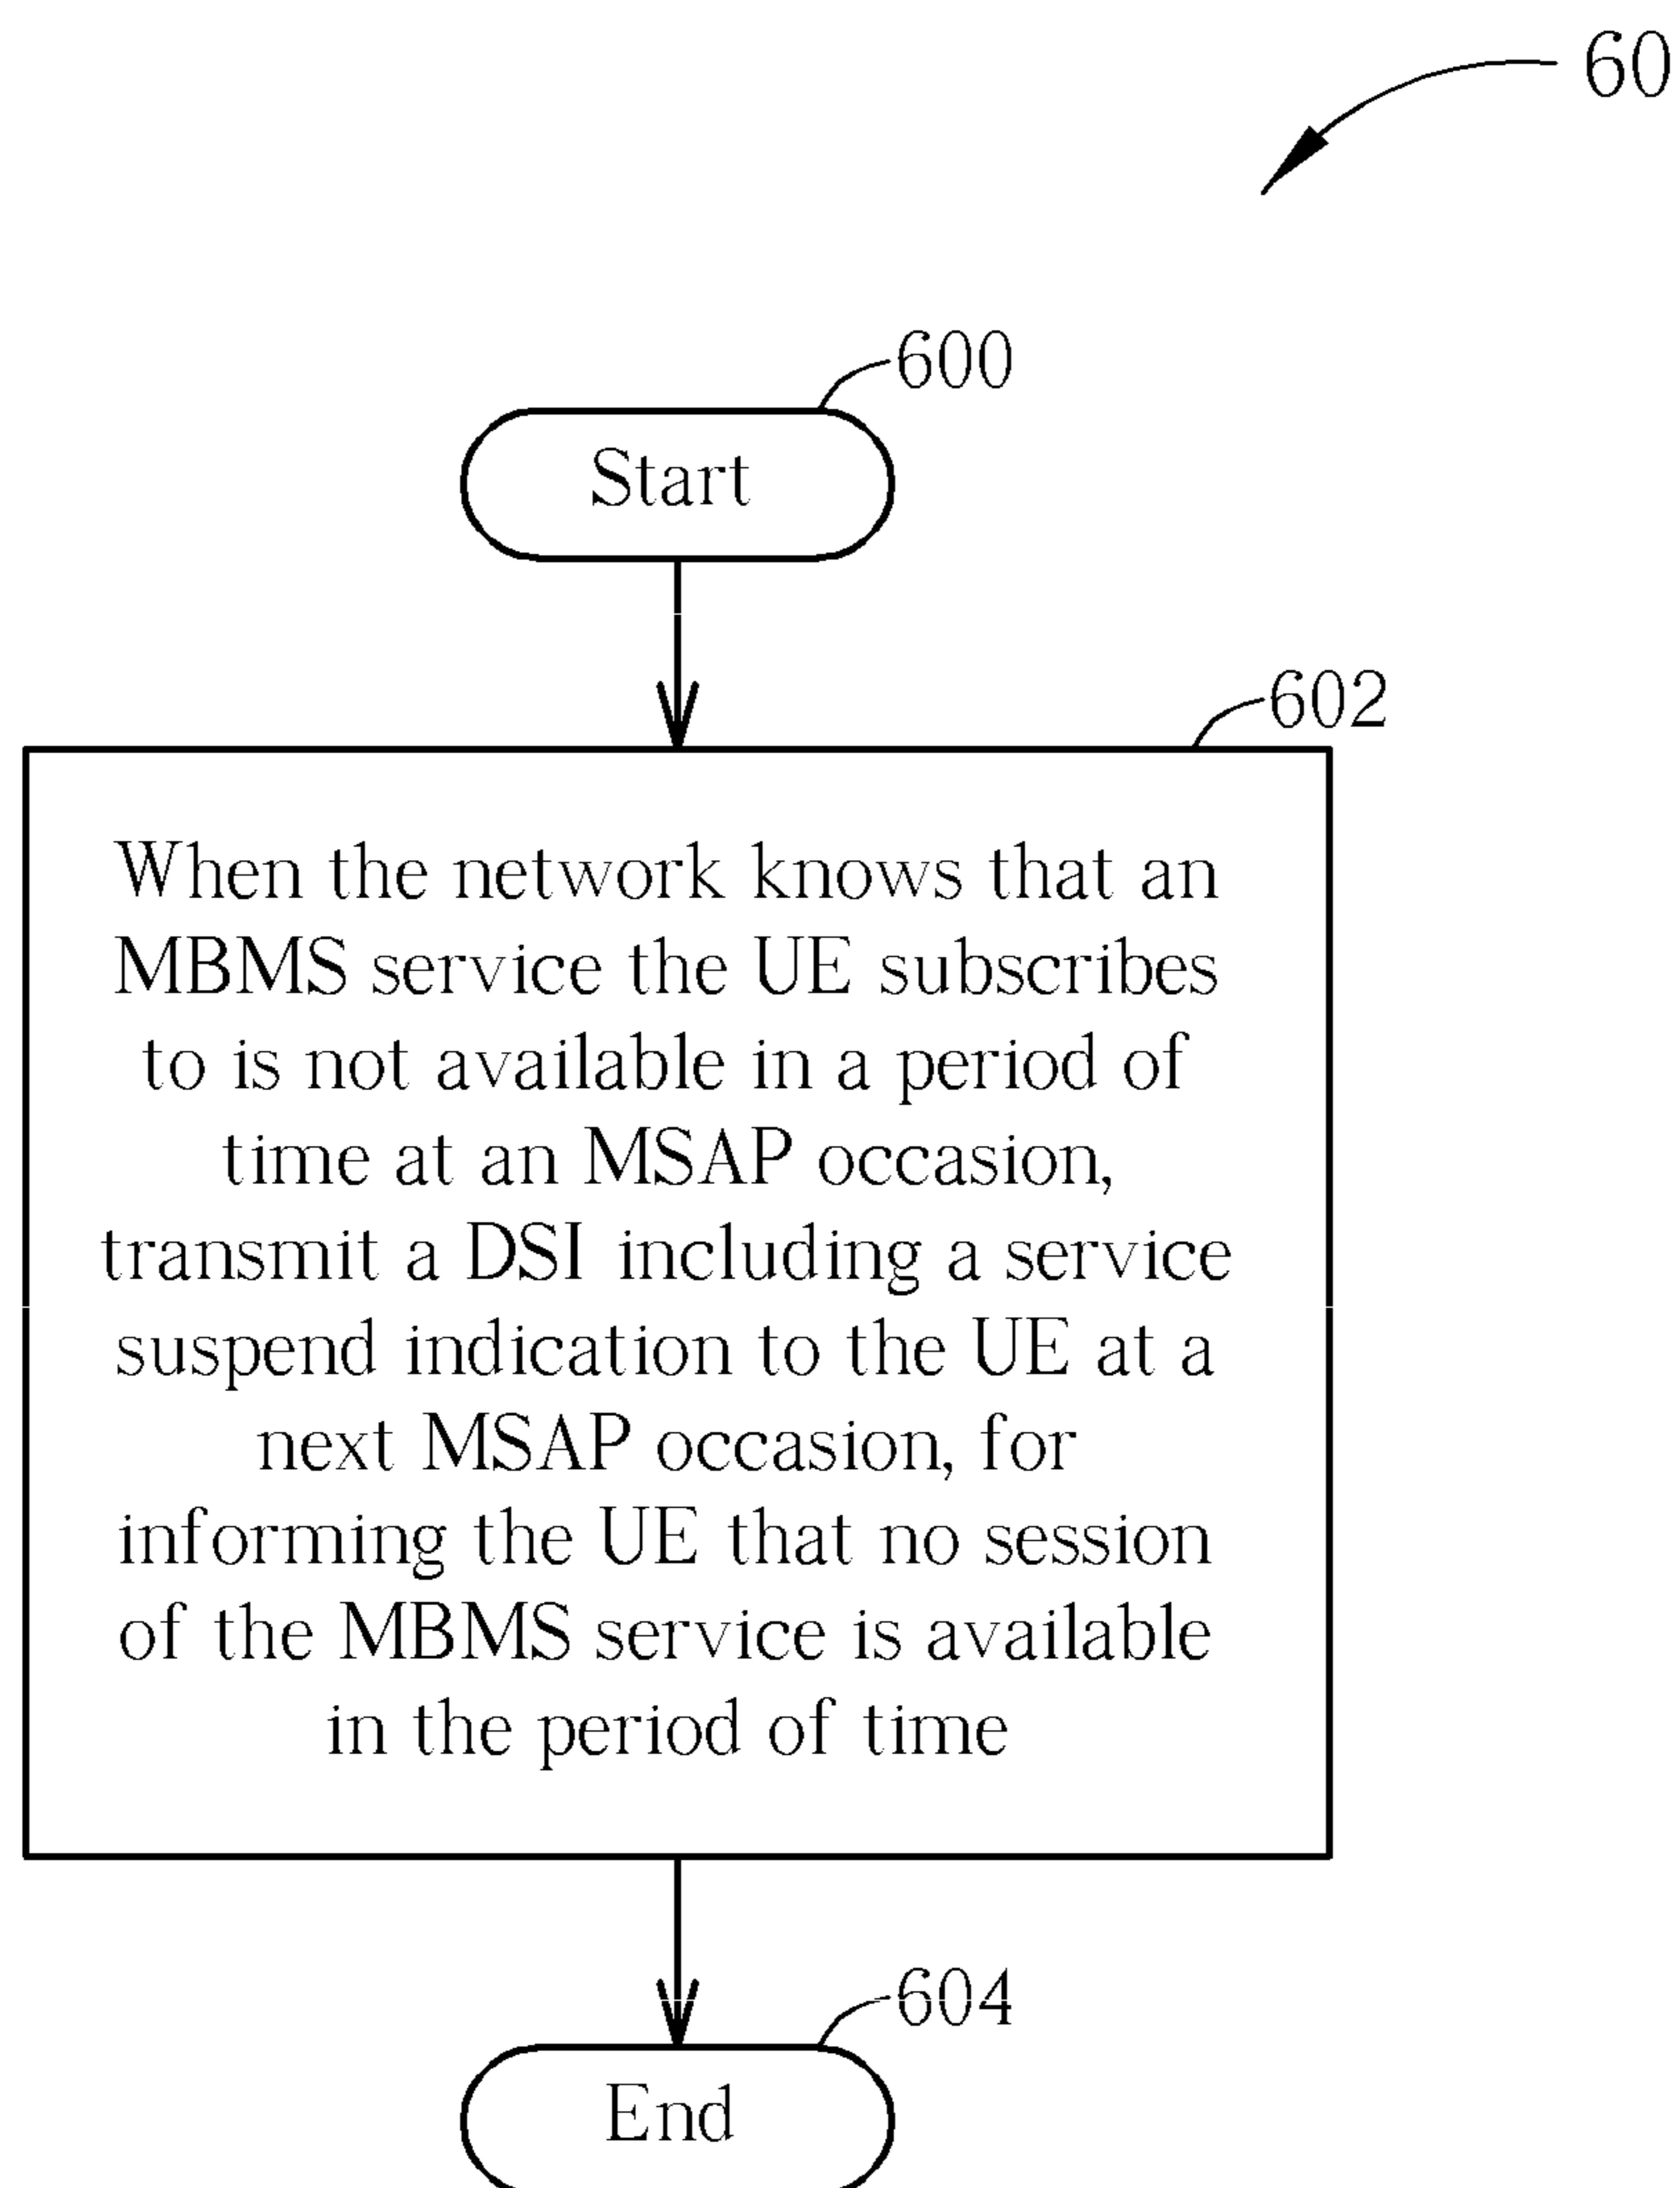 60
600
Start
602
When the network knows that an
MBMS service the UE subscribes
to is not available in a period of
time at an MSAP occasion,
transmit a DSI including a service
suspend indication to the UE at a
next MSAP occasion, for
informing the UE that no session
of the MBMS service is available
in the period of time
604
End